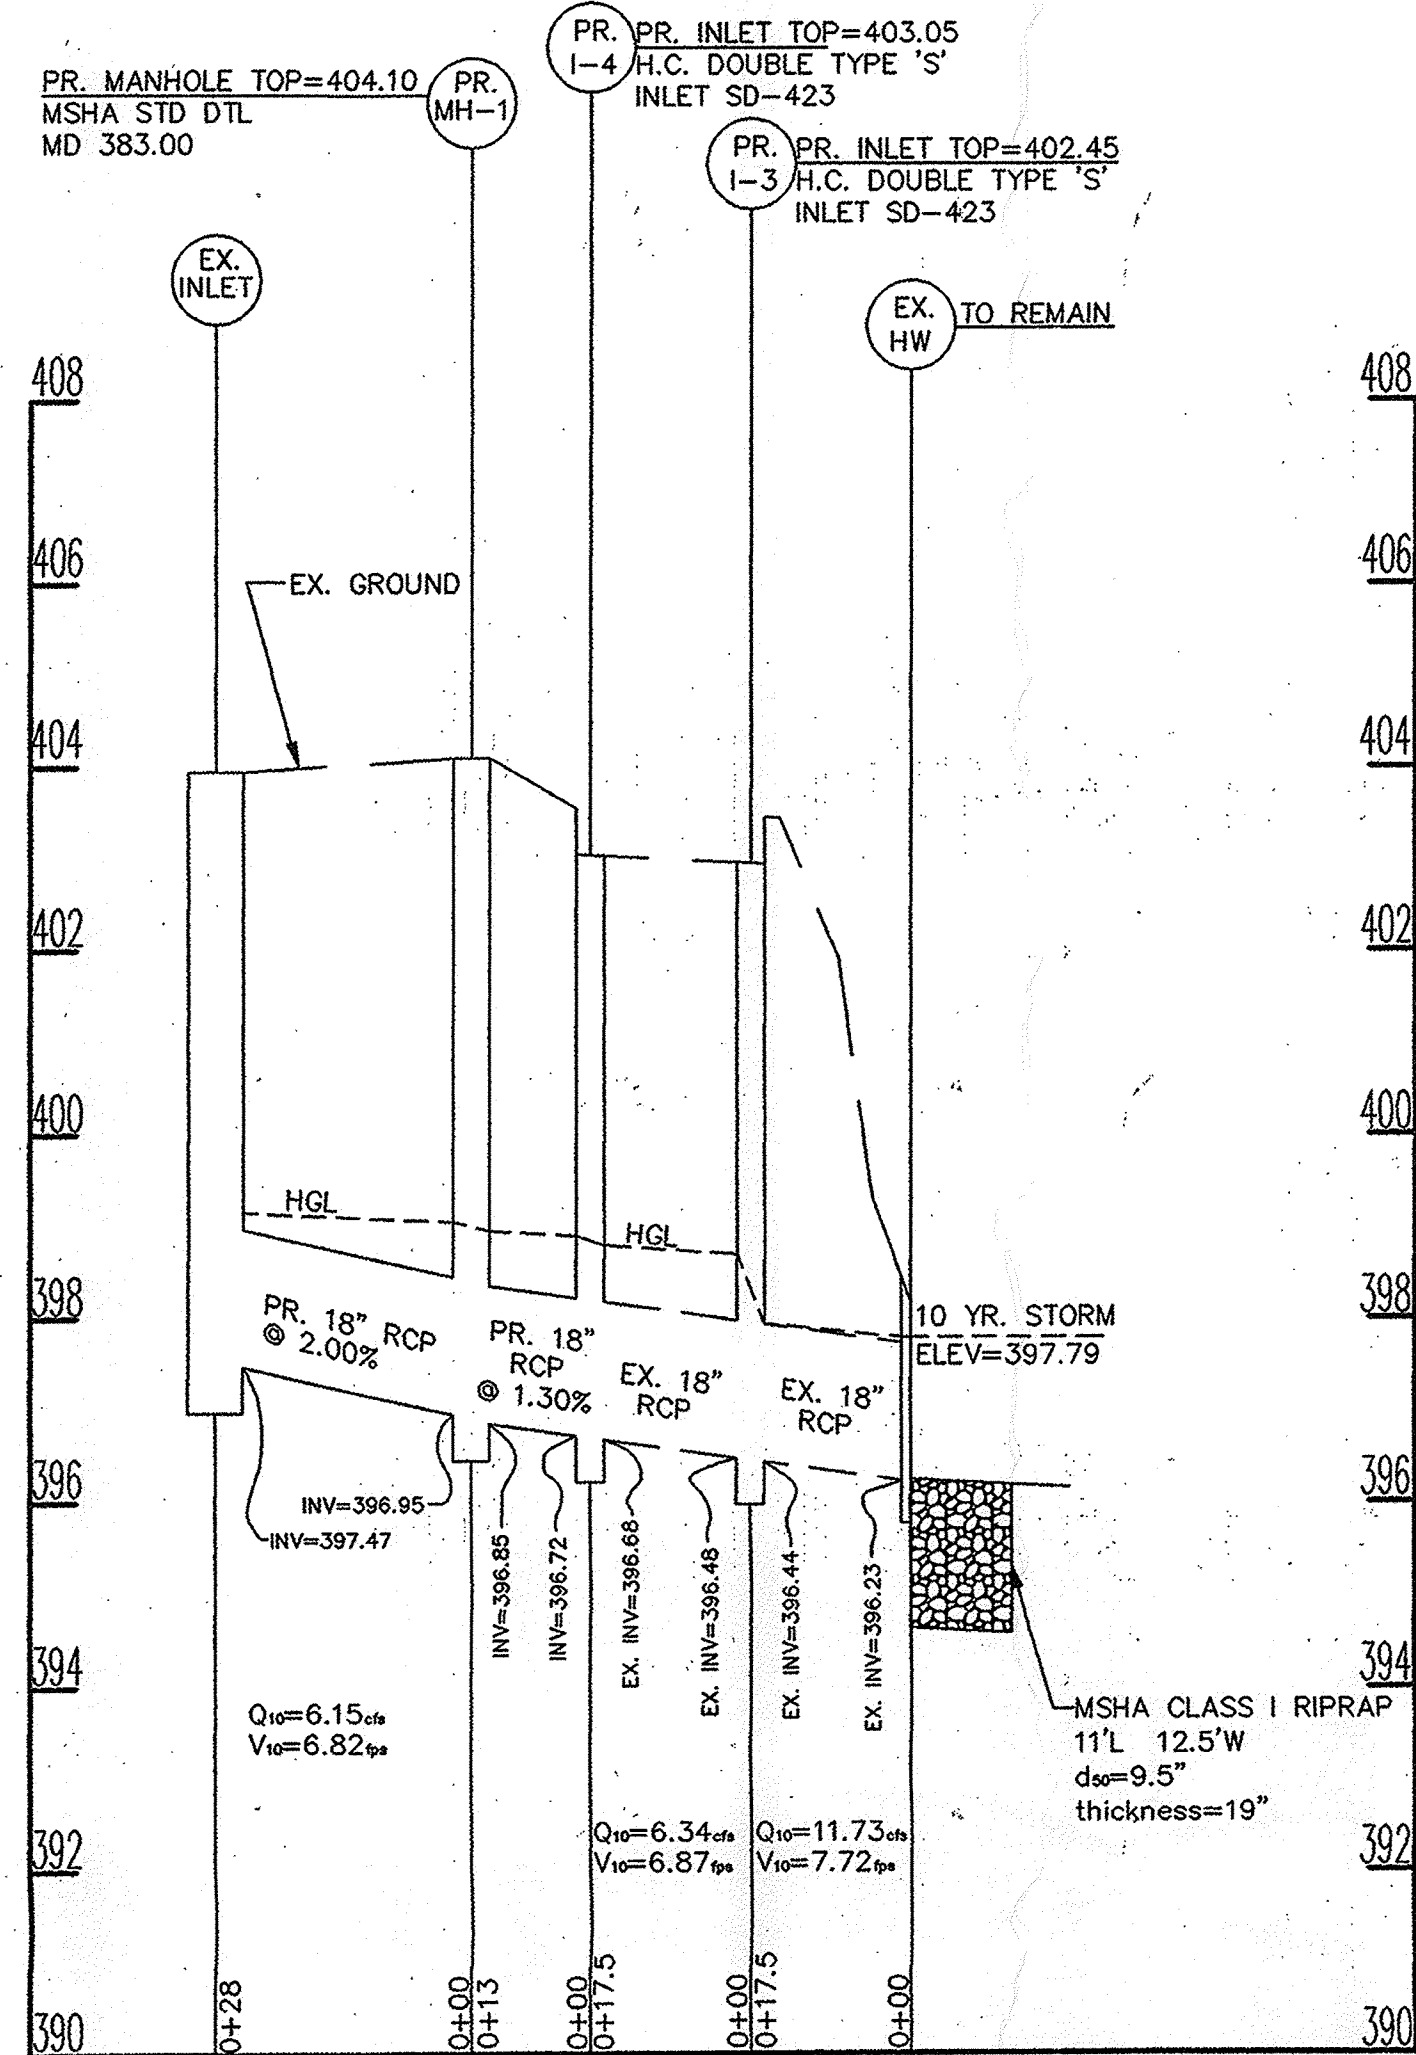 PR. I-4
PR. INLET TOP=403.05
H.C. DOUBLE TYPE 'S'
INLET SD-423
PR. MANHOLE TOP=404.10
MSHA STD DTL
MD 383.00
PR. MH-1
PR. I-3
PR. INLET TOP=402.45
H.C. DOUBLE TYPE 'S'
INLET SD-423
EX. INLET
EX. HW
TO REMAIN
408
408
406
406
EX. GROUND
404
404
402
402
400
400
HGL
HGL
398
398
PR. 18" RCP
@ 2.00%
PR. 18"
RCP
@ 1.30%
EX. 18"
RCP
EX. 18"
RCP
10 YR. STORM
ELEV=397.79
396
396
INV=396.95
INV=397.47
INV=396.85
INV=396.72
EX. INV=396.68
EX. INV=396.48
EX. INV=396.44
EX. INV=396.23
394
394
Q10=6.15cfs
V10=6.82fps
MSHA CLASS I RIPRAP
11'L 12.5'W
d50=9.5"
thickness=19"
Q10=6.34cfs
V10=6.87fps
Q10=11.73cfs
V10=7.72fps
392
392
0+28
0+00
0+13
0+00
0+17.5
0+00
0+17.5
0+00
390
390